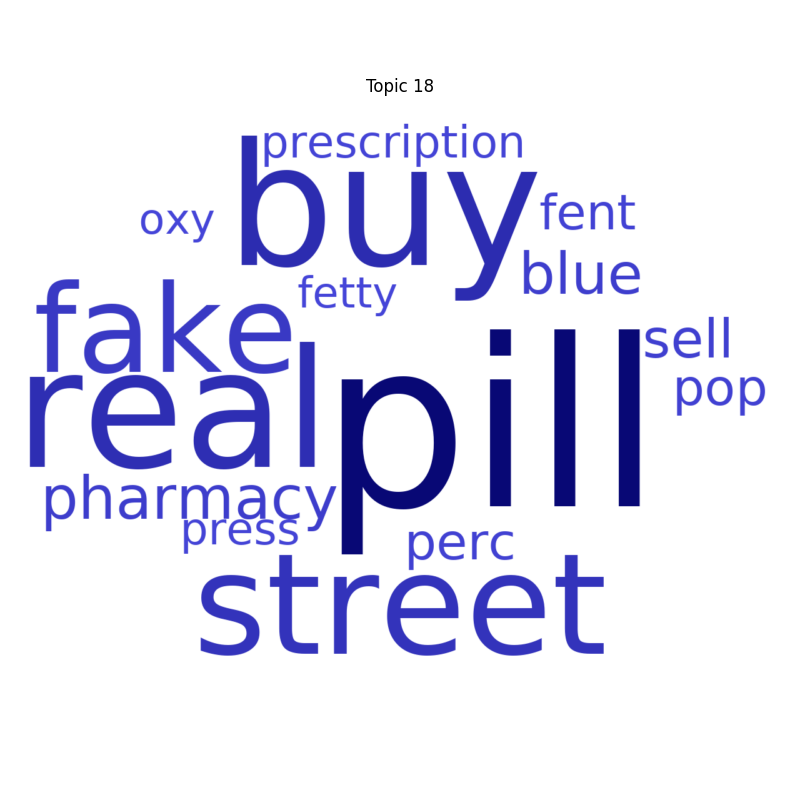 Topic 18
prescription
buy
oxy
fent
blue
fetty
fake
sell
real
pill
pop
pharmacy
press
perc
street